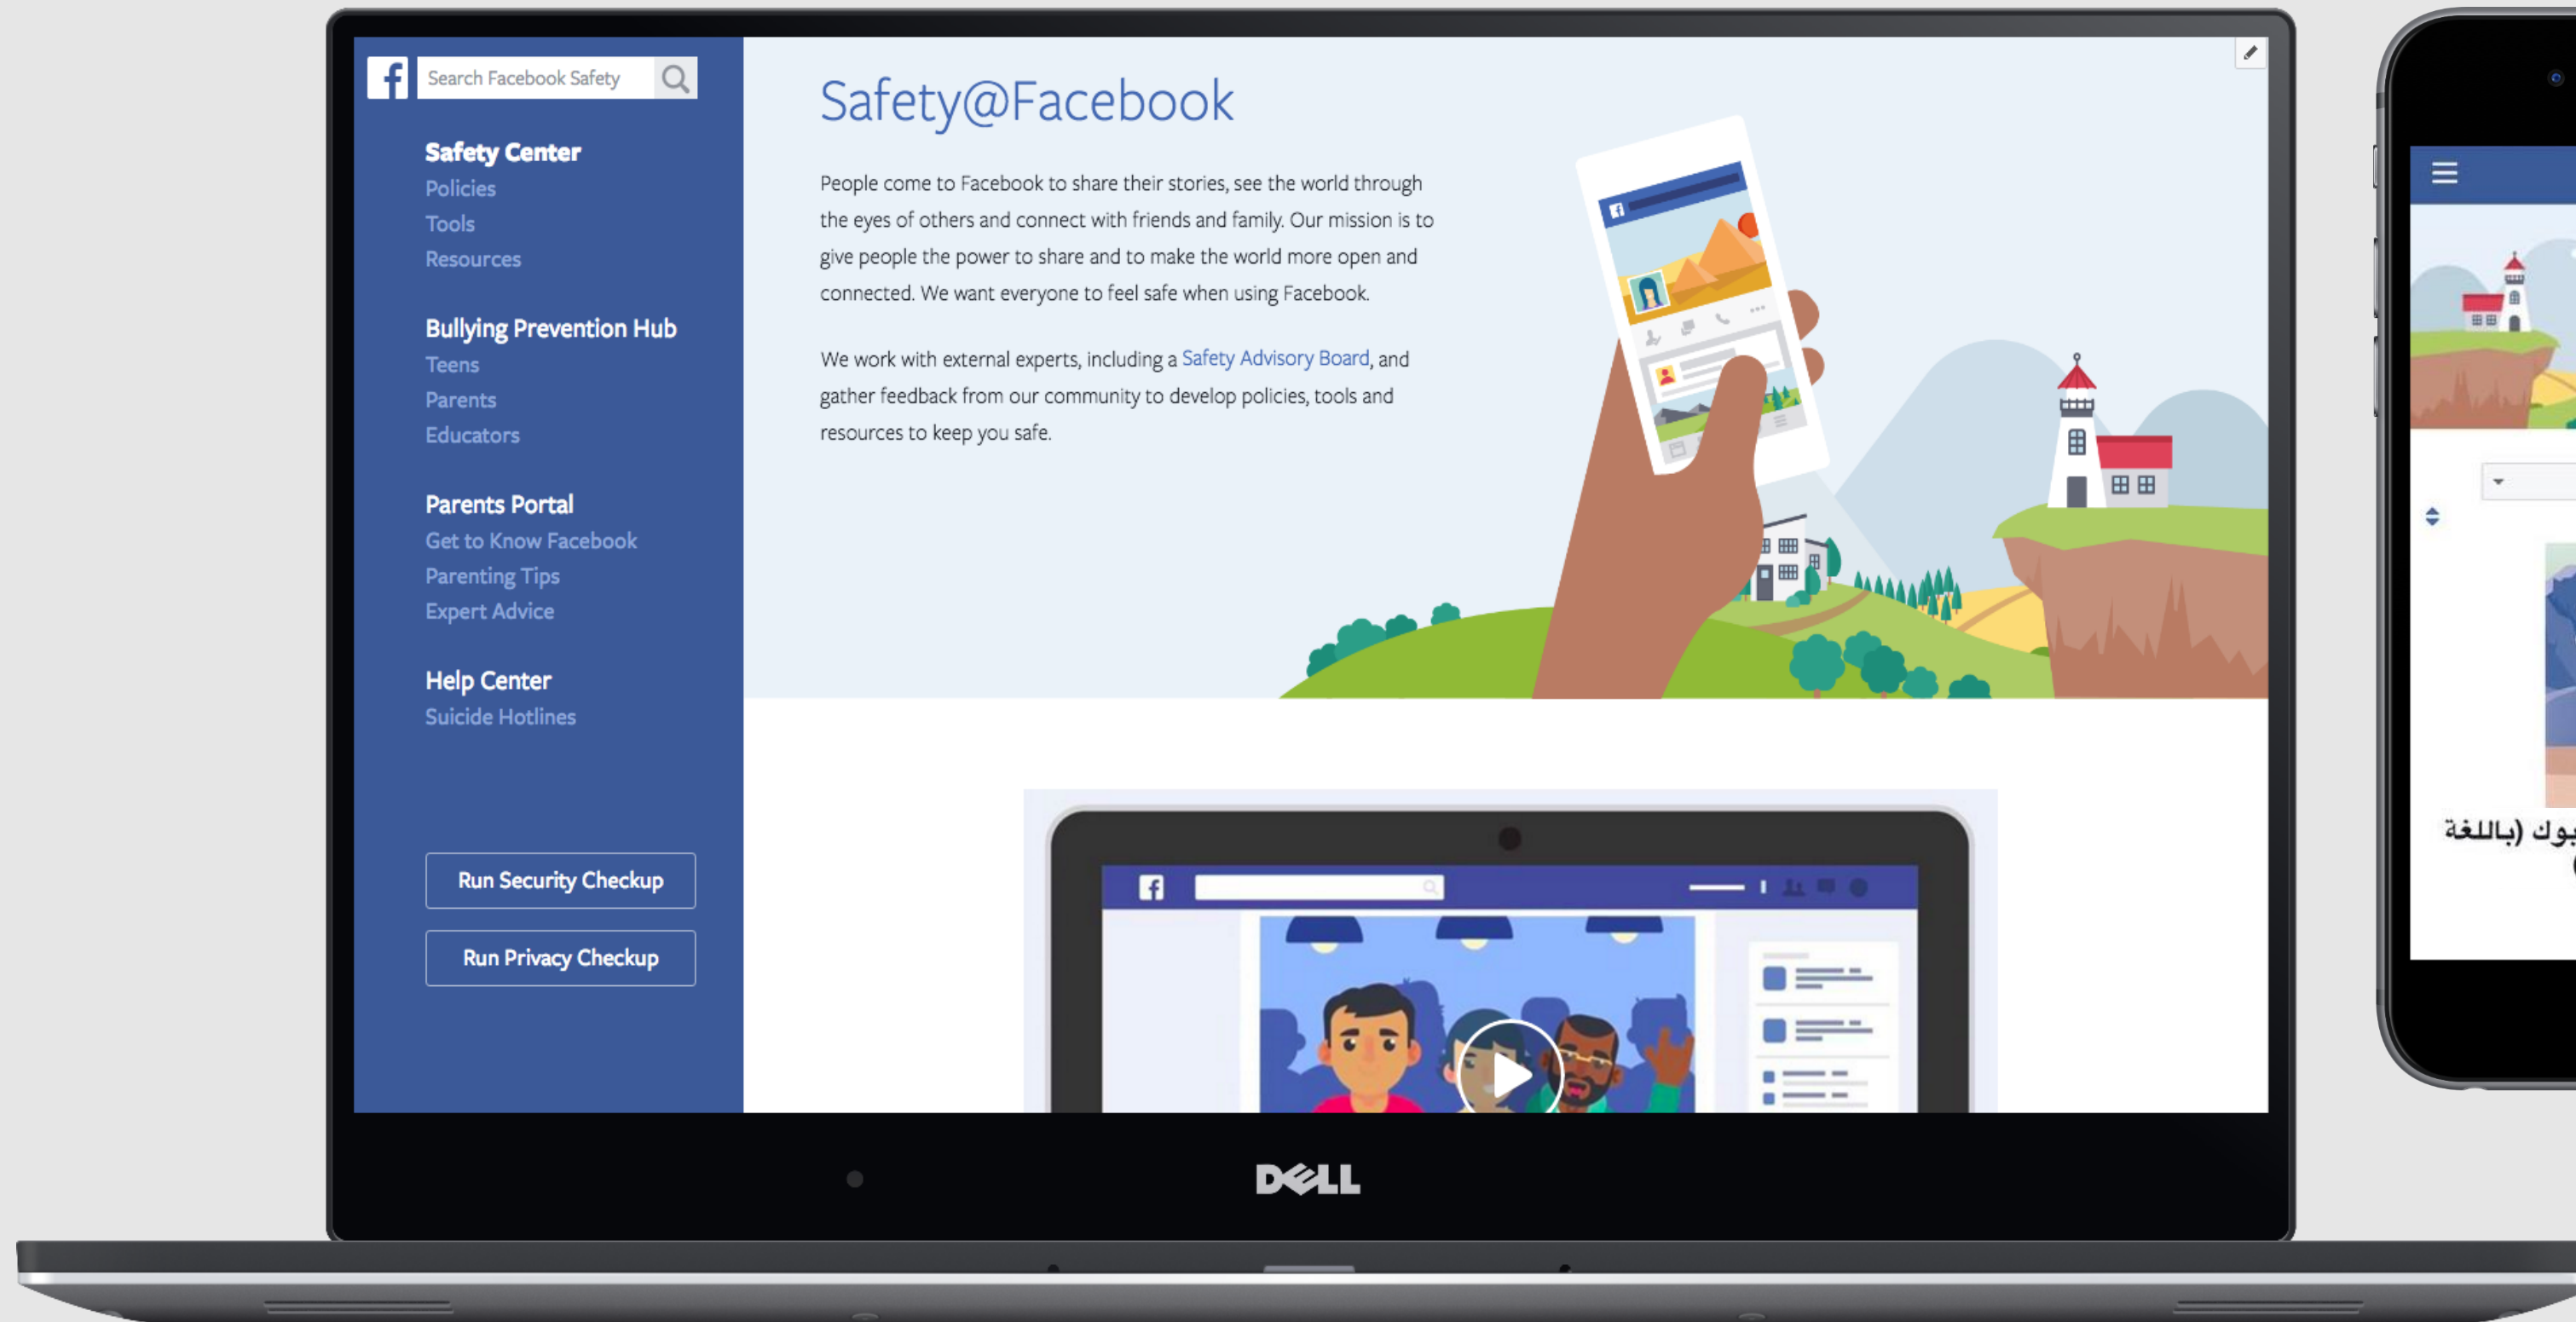 Search Facebook Safety
Safety Center
Policies
Tools
Resources
Bullying Prevention Hub
Teens
Parents
Educators
Parents Portal
Get to Know Facebook
Parenting Tips
Expert Advice
Help Center
Suicide Hotlines
Run Security Checkup
Run Privacy Checkup
Safety@Facebook
People come to Facebook to share their stories, see the world through
the eyes of others and connect with friends and family. Our mission is to
give people the power to share and to make the world more open and
connected. We want everyone to feel safe when using Facebook.
We work with external experts, including a Safety Advisory Board, and
gather feedback from our community to develop policies, tools and
resources to keep you safe.
DELL
(باللغة